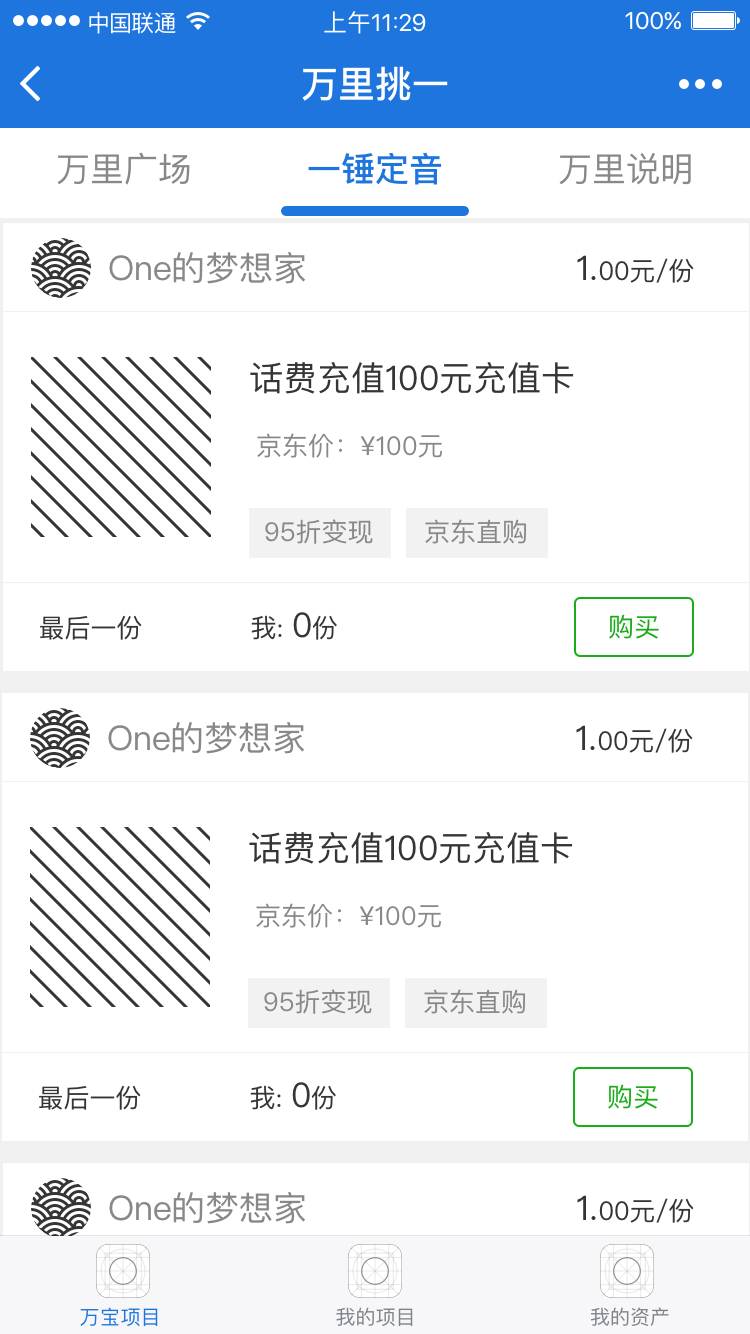 中国联通 上午11:29 100%
万里挑一
万里广场 一锤定音 万里说明
One的梦想家 1.00元/份
话费充值100元充值卡
京东价：¥100元
95折变现 京东直购
最后一份 我: 0份 购买
One的梦想家 1.00元/份
话费充值100元充值卡
京东价：¥100元
95折变现 京东直购
最后一份 我: 0份 购买
One的梦想家 1.00元/份
万宝项目 我的项目 我的资产